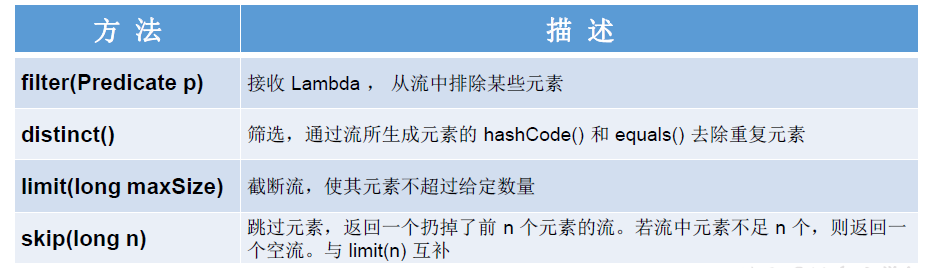 方 法
描 述
filter(Predicate p)
接收 Lambda ， 从流中排除某些元素
distinct()
筛选，通过流所生成元素的 hashCode() 和 equals() 去除重复元素
limit(long maxSize)
截断流，使其元素不超过给定数量
skip(long n)
跳过元素，返回一个扔掉了前 n 个元素的流。若流中元素不足 n 个，则返回一
个空流。与 limit(n) 互补